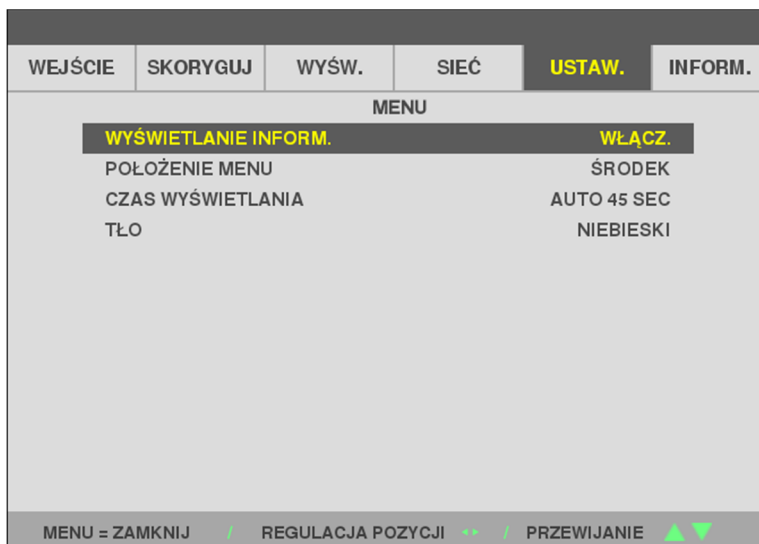 WEJŚCIE SKORYGUJ WYŚW. SIEĆ USTAW. INFORM.
MENU
WYŚWIETLANIE INFORM. WŁĄCZ.
POŁOŻENIE MENU ŚRODEK
CZAS WYŚWIETLANIA AUTO 45 SEC
TŁO NIEBIESKI
MENU = ZAMKNIJ / REGULACJA POZYCJI / PRZEWIJANIE